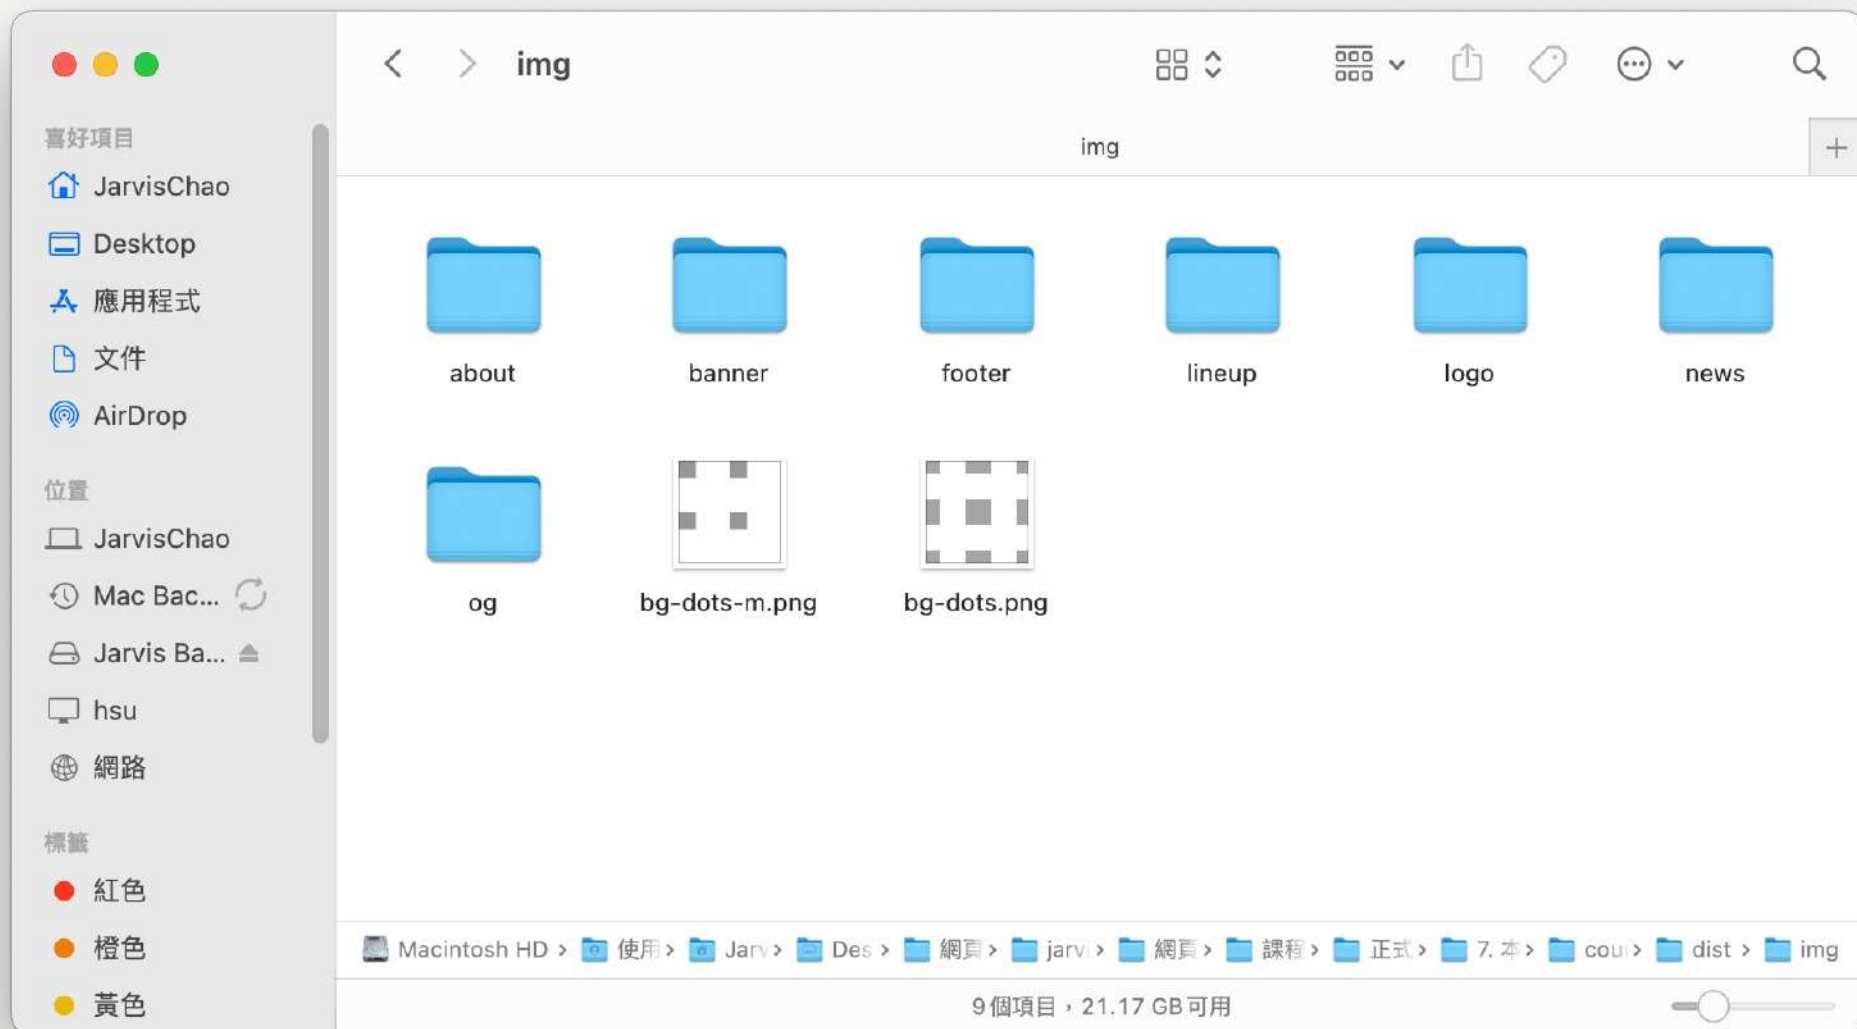 img
img
喜好項目
JarvisChao
Desktop
應用程式
文件
AirDrop
位置
JarvisChao
Mac Bac...
Jarvis Ba...
hsu
網路
標籤
紅色
橙色
黃色
about banner footer lineup logo news
og bg-dots-m.png bg-dots.png
Macintosh HD › 使用 › Jarv › Des › 網頁 › jarvi › 網頁 › 課程 › 正式 › 7. 本 › cour › dist › img
9個項目，21.17 GB可用